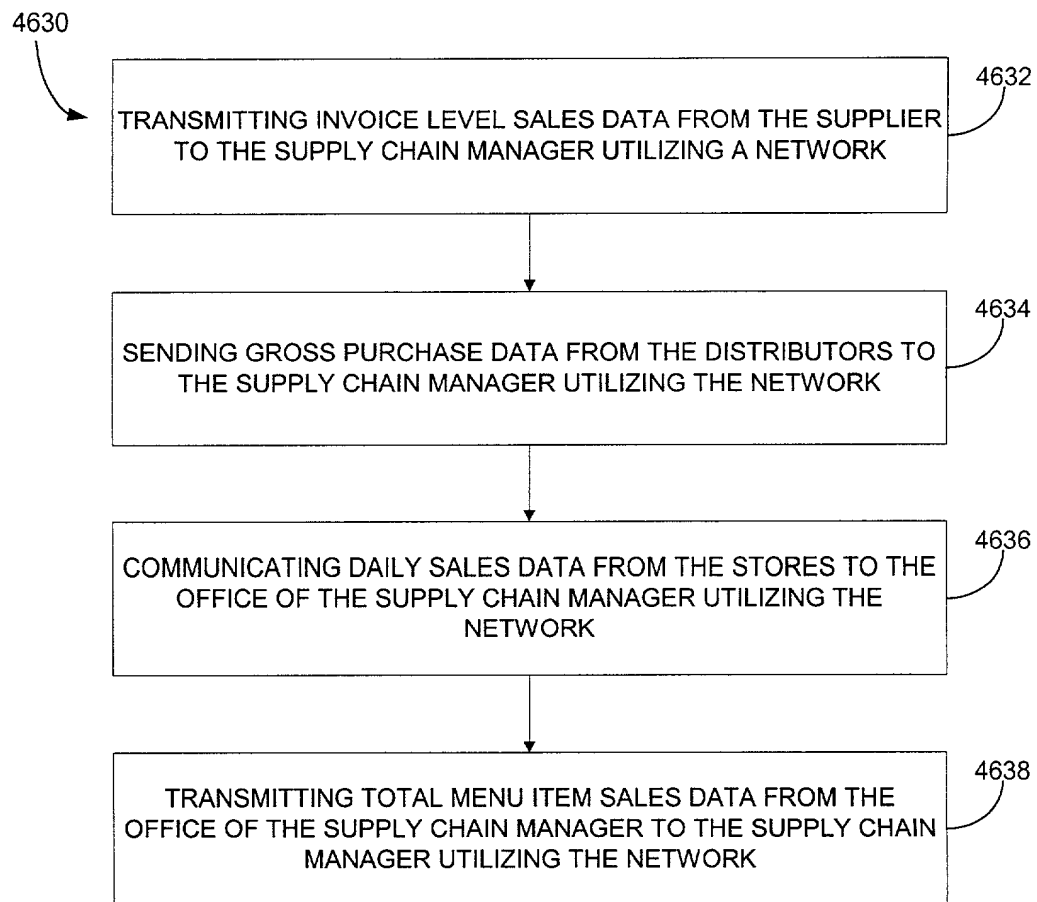 4630
4632
TRANSMITTING INVOICE LEVEL SALES DATA FROM THE SUPPLIER
TO THE SUPPLY CHAIN MANAGER UTILIZING A NETWORK
4634
SENDING GROSS PURCHASE DATA FROM THE DISTRIBUTORS TO
THE SUPPLY CHAIN MANAGER UTILIZING THE NETWORK
4636
COMMUNICATING DAILY SALES DATA FROM THE STORES TO THE
OFFICE OF THE SUPPLY CHAIN MANAGER UTILIZING THE
NETWORK
4638
TRANSMITTING TOTAL MENU ITEM SALES DATA FROM THE
OFFICE OF THE SUPPLY CHAIN MANAGER TO THE SUPPLY CHAIN
MANAGER UTILIZING THE NETWORK